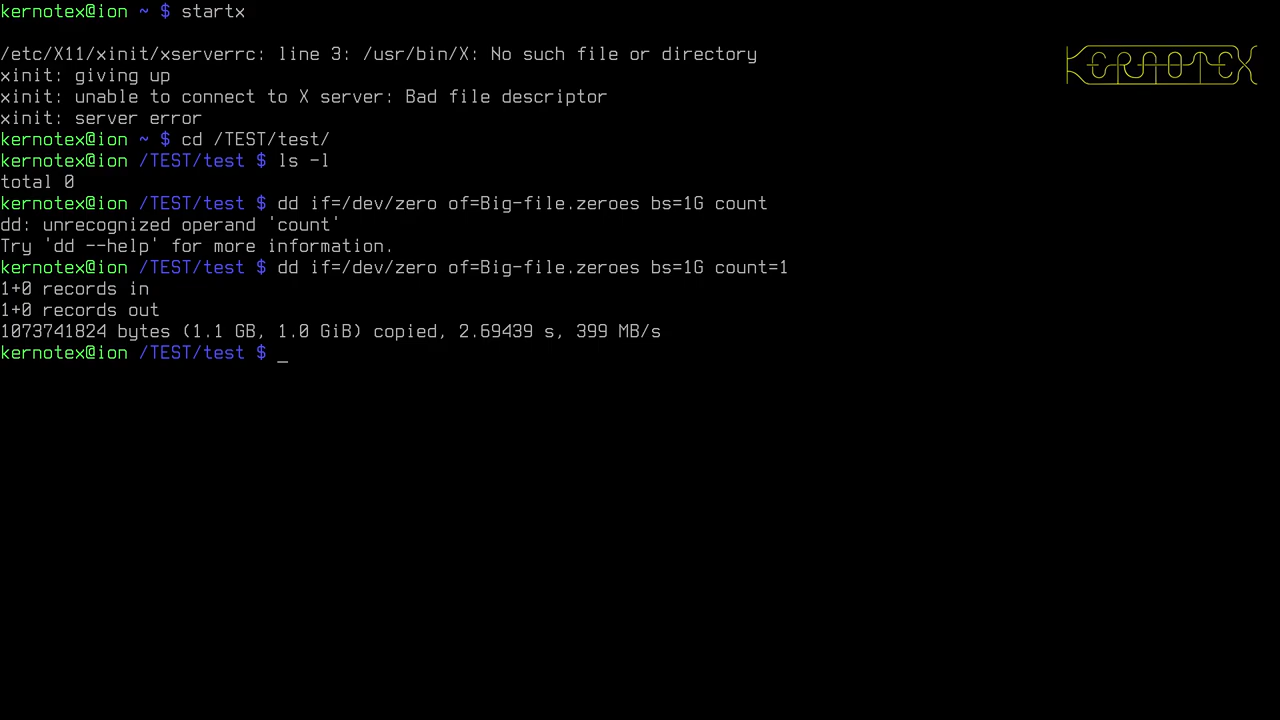 kernotex@ion ~ $ startx
KERNOTEX
/etc/X11/xinit/xserverrc: line 3: /usr/bin/X: No such file or directory
xinit: giving up
xinit: unable to connect to X server: Bad file descriptor
xinit: server error
kernotex@ion ~ $ cd /TEST/test/
kernotex@ion /TEST/test $ ls -l
total 0
kernotex@ion /TEST/test $ dd if=/dev/zero of=Big-file.zeroes bs=1G count
dd: unrecognized operand 'count'
Try 'dd --help' for more information.
kernotex@ion /TEST/test $ dd if=/dev/zero of=Big-file.zeroes bs=1G count=1
1+0 records in
1+0 records out
1073741824 bytes (1.1 GB, 1.0 GiB) copied, 2.69439 s, 399 MB/s
kernotex@ion /TEST/test $ _